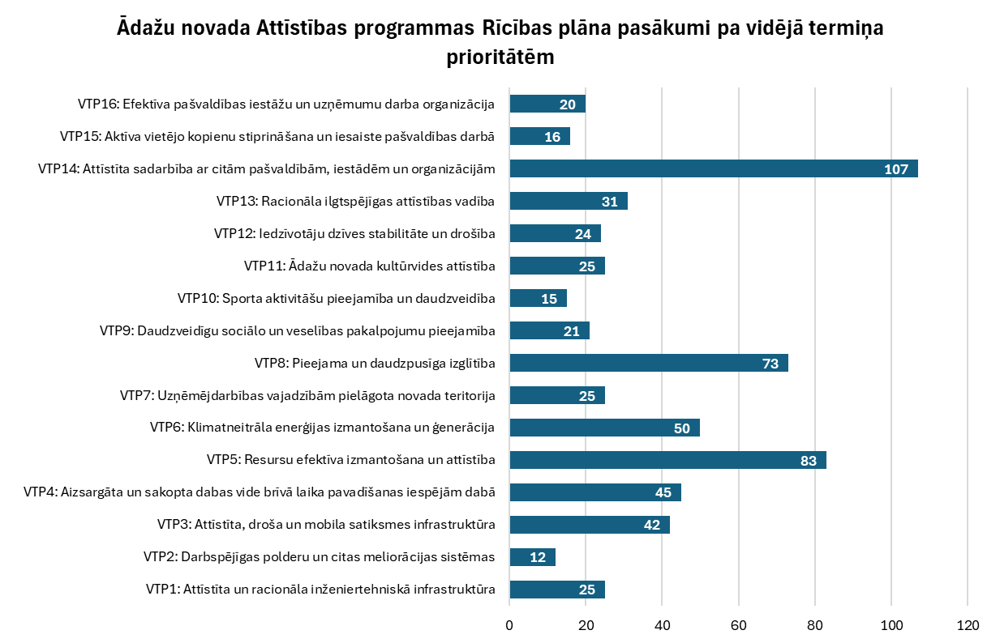 Ādažu novada Attīstības programmas Rīcības plāna pasākumi pa vidējā termiņa
prioritātēm
VTP16: Efektīva pašvaldības iestāžu un uzņēmumu darba organizācija 20
VTP15: Aktīva vietējo kopienu stiprināšana un iesaiste pašvaldības darbā 16
VTP14: Attīstīta sadarbība ar citām pašvaldībām, iestādēm un organizācijām 107
VTP13: Racionāla ilgtspējīgas attīstības vadība 31
VTP12: Iedzīvotāju dzīves stabilitāte un drošība 24
VTP11: Ādažu novada kultūrvides attīstība 25
VTP10: Sporta aktivitāšu pieejamība un daudzveidība 15
VTP9: Daudzveidīgu sociālo un veselības pakalpojumu pieejamība 21
VTP8: Pieejama un daudzpusīga izglītība 73
VTP7: Uzņēmējdarbības vajadzībām pielāgota novada teritorija 25
VTP6: Klimatneitrāla enerģijas izmantošana un ģenerācija 50
VTP5: Resursu efektīva izmantošana un attīstība 83
VTP4: Aizsargāta un sakopta dabas vide brīvā laika pavadīšanas iespējām dabā 45
VTP3: Attīstīta, droša un mobila satiksmes infrastruktūra 42
VTP2: Darbspējīgas polderu un citas meliorācijas sistēmas 12
VTP1: Attīstīta un racionāla inženiertehniskā infrastruktūra 25
0 20 40 60 80 100 120